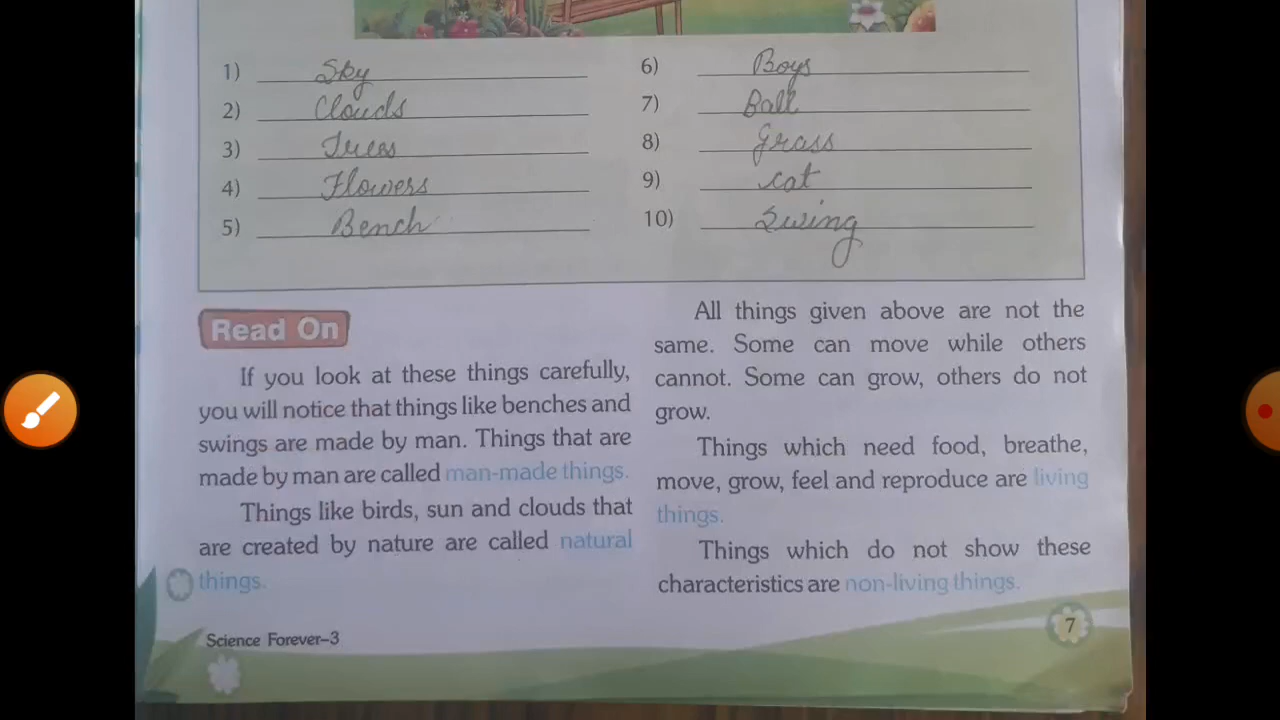 1) Sky
2) Clouds
3) Trees
4) Flowers
5) Bench
6) Boys
7) Ball
8) Grass
9) cat
10) Swing
Read On
If you look at these things carefully,
you will notice that things like benches and
swings are made by man. Things that are
made by man are called man-made things.
Things like birds, sun and clouds that
are created by nature are called natural
things.
All things given above are not the
same. Some can move while others
cannot. Some can grow, others do not
grow.
Things which need food, breathe,
move, grow, feel and reproduce are living
things.
Things which do not show these
characteristics are non-living things.
Science Forever–3
7